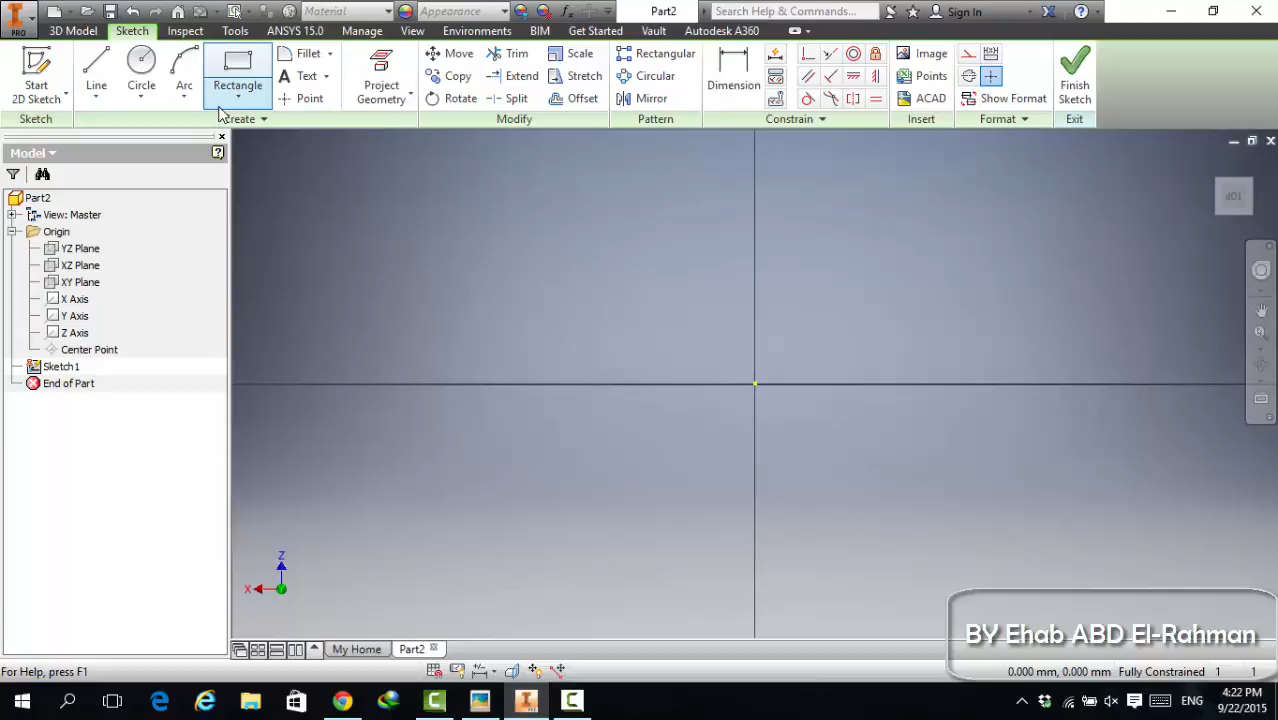 PRO
Material
Appearance
Part2
Search Help & Commands...
Sign In
3D Model
Sketch
Inspect
Tools
ANSYS 15.0
Manage
View
Environments
BIM
Get Started
Vault
Autodesk A360
Start
2D Sketch
Line
Circle
Arc
Rectangle
Fillet
Text
Point
Project
Geometry
Move
Copy
Rotate
Trim
Extend
Split
Scale
Stretch
Offset
Rectangular
Circular
Mirror
Dimension
Image
Points
ACAD
Show Format
Finish
Sketch
Sketch
Create
Modify
Pattern
Constrain
Insert
Format
Exit
Model
Part2
View: Master
Origin
YZ Plane
XZ Plane
XY Plane
X Axis
Y Axis
Z Axis
Center Point
Sketch1
End of Part
TOP
Z
X
BY Ehab ABD El-Rahman
My Home
Part2
For Help, press F1
0.000 mm, 0.000 mm
Fully Constrained
1
1
ENG
4:22 PM
9/22/2015